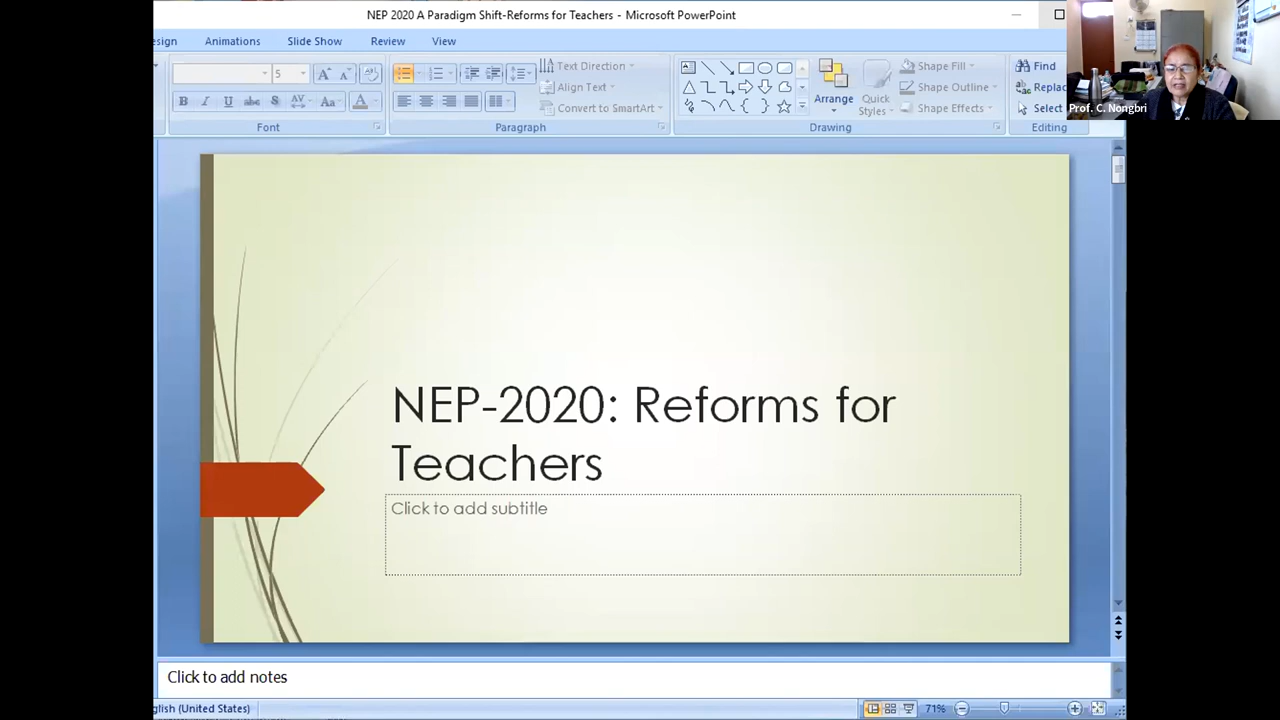 NEP 2020 A Paradigm Shift-Reforms for Teachers - Microsoft PowerPoint
esign Animations Slide Show Review View
5
Text Direction
Align Text
Convert to SmartArt
Arrange
Quick Styles
Shape Fill
Shape Outline
Shape Effects
Find
Replac
Select
Font Paragraph Drawing Editing
Prof. C. Nongbri
NEP-2020: Reforms for
Teachers
Click to add subtitle
Click to add notes
glish (United States) 71%